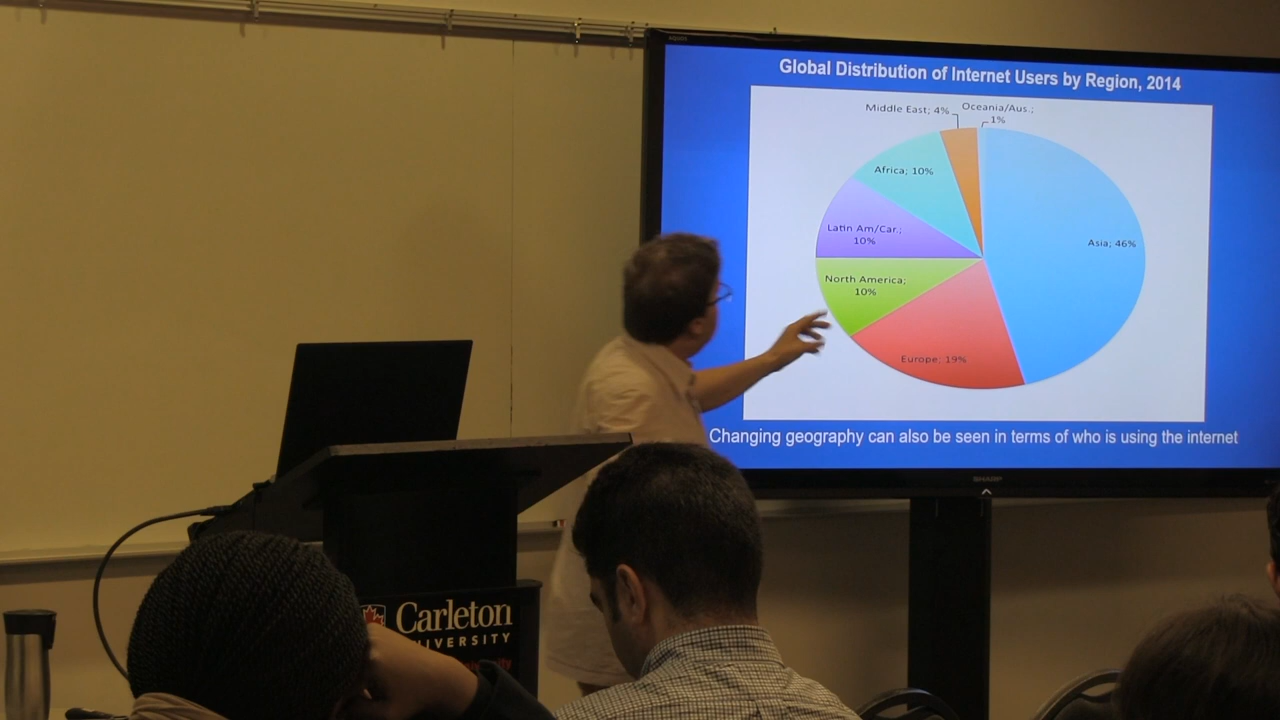 Global Distribution of Internet Users by Region, 2014
Middle East; 4%
Oceania/Aus.;
1%
Africa; 10%
Latin Am/Car.;
10%
Asia; 46%
North America;
10%
Europe; 19%
Changing geography can also be seen in terms of who is using the internet
SHARP
Carleton
IVERSITY